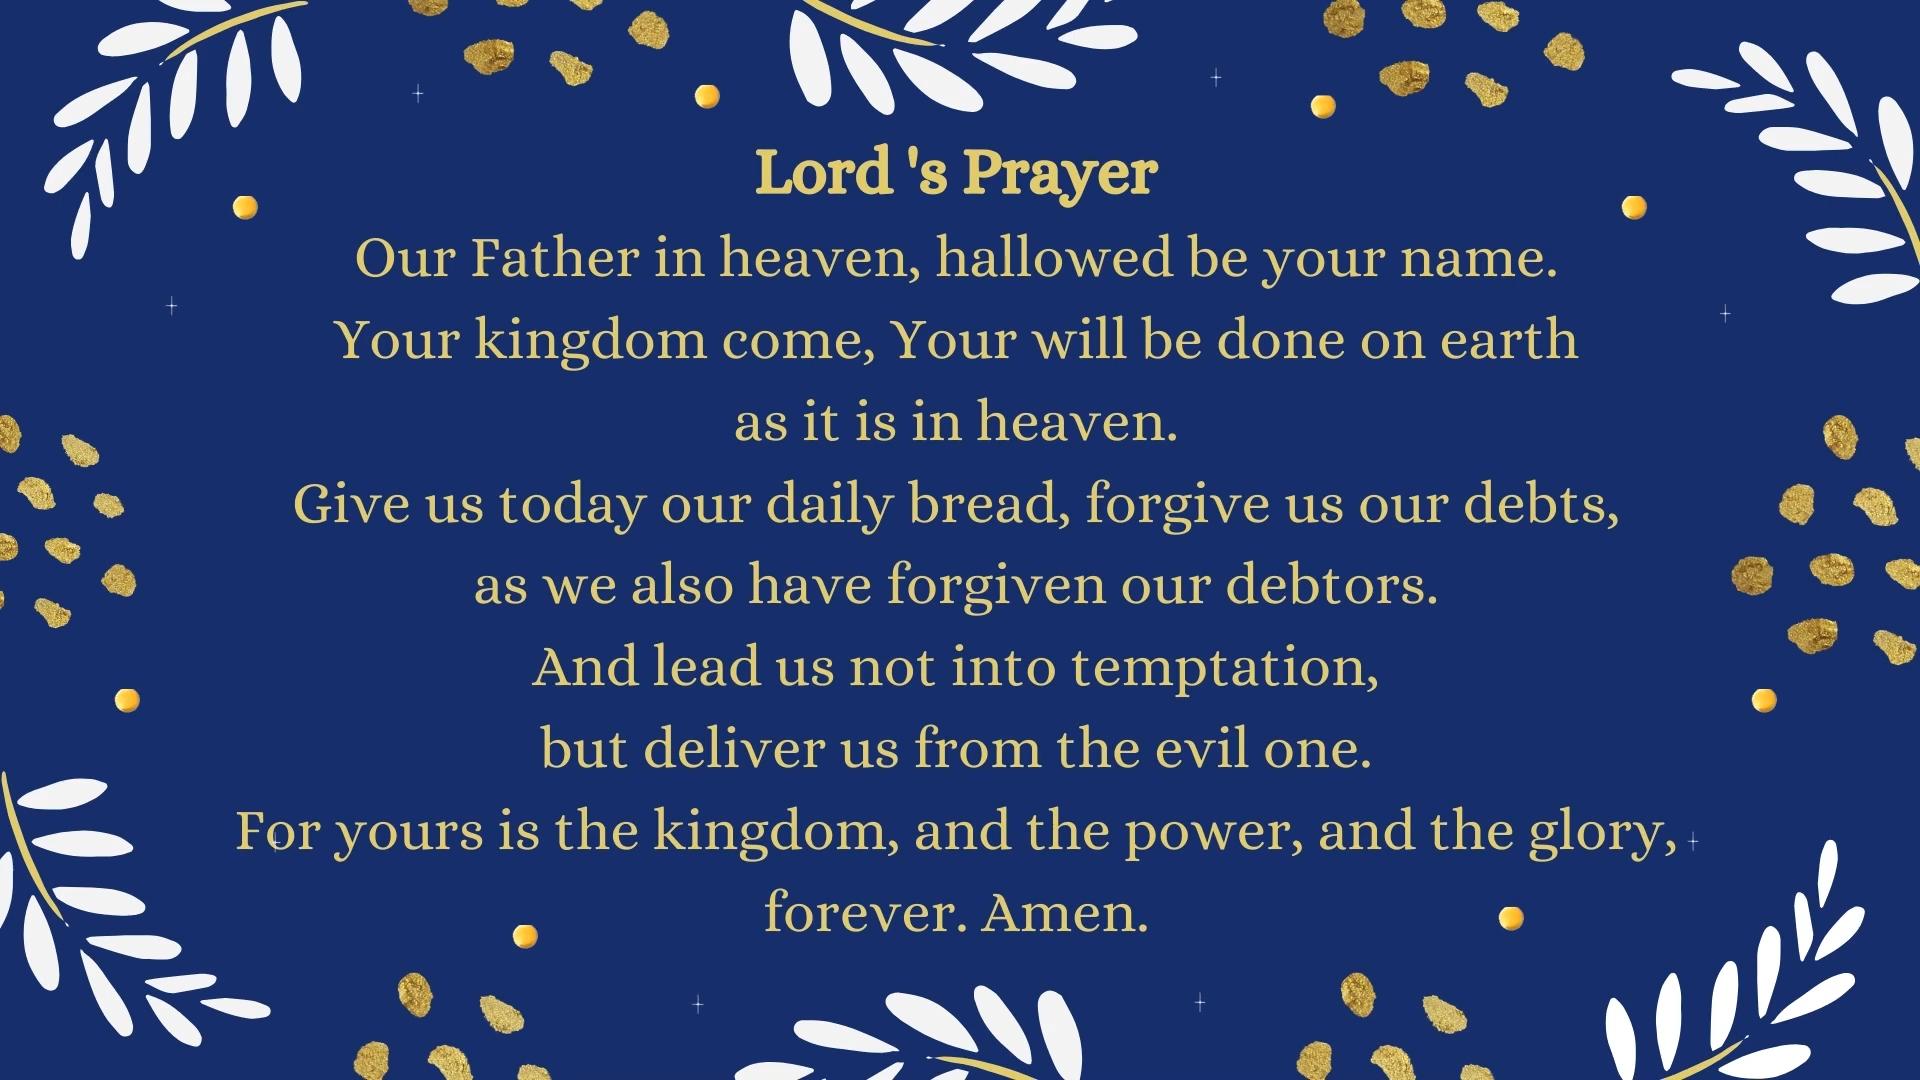 Lord 's Prayer
Our Father in heaven, hallowed be your name.
Your kingdom come, Your will be done on earth
as it is in heaven.
Give us today our daily bread, forgive us our debts,
as we also have forgiven our debtors.
And lead us not into temptation,
but deliver us from the evil one.
For yours is the kingdom, and the power, and the glory,
forever. Amen.